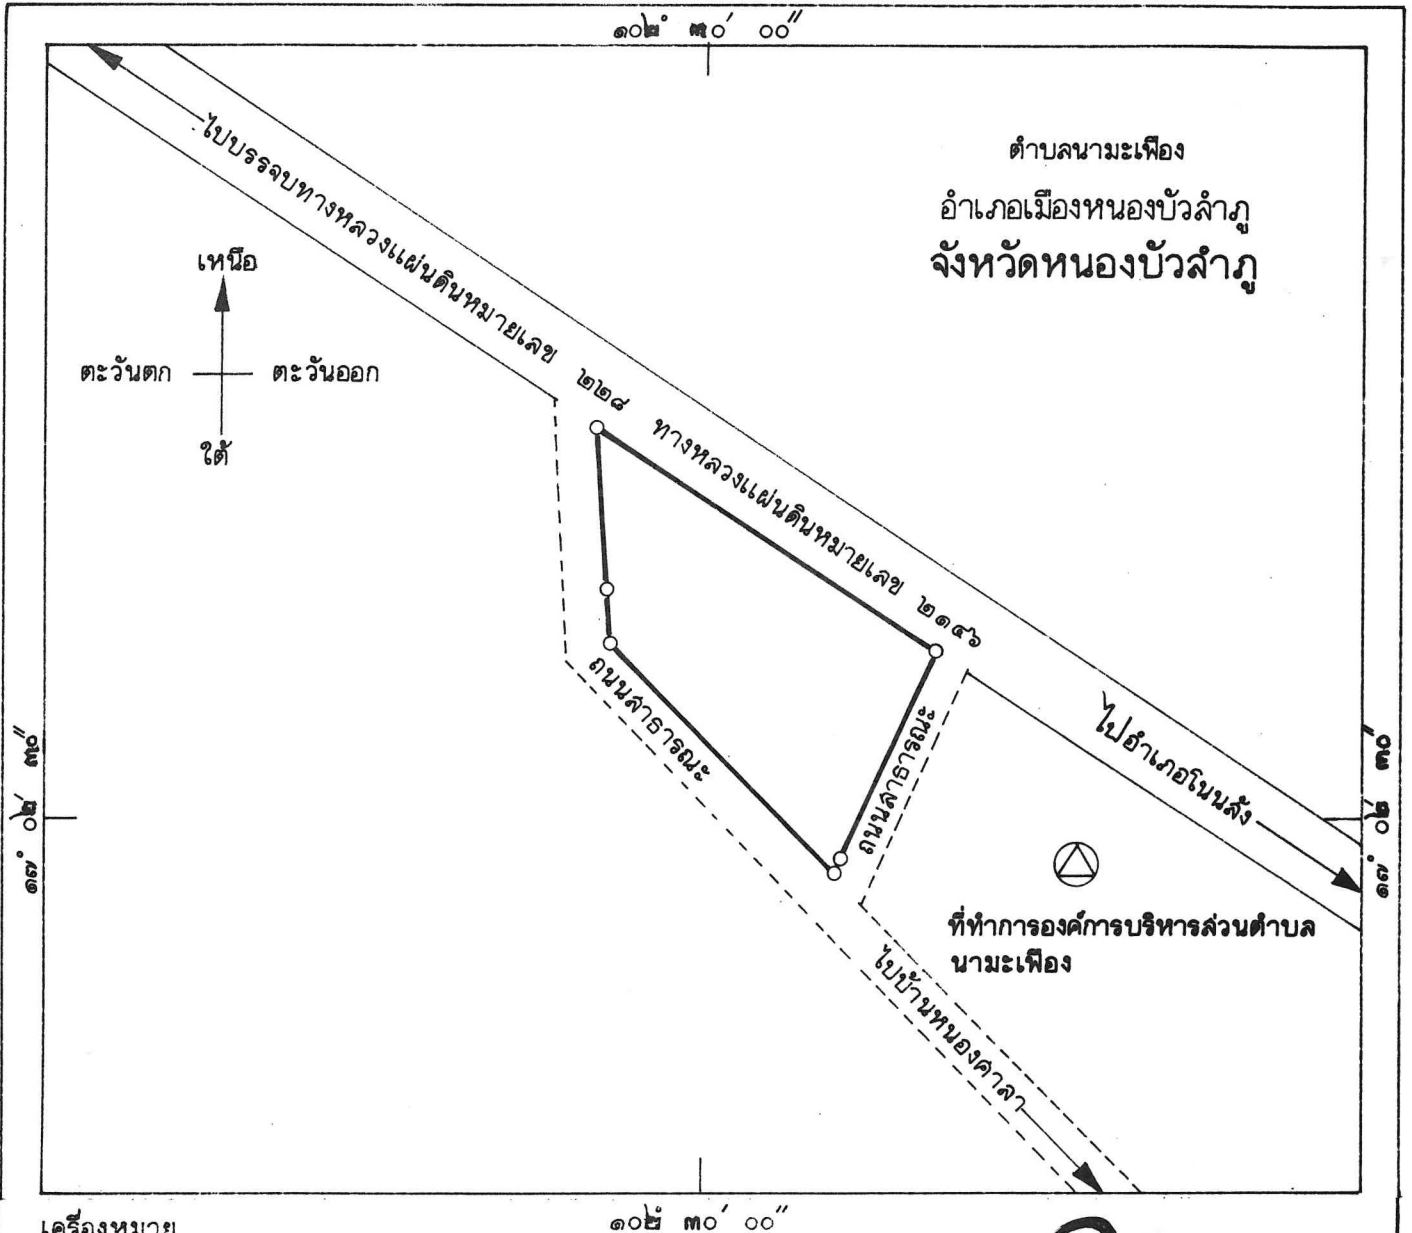 ๑๐๒° ๓๐′ ๐๐″
ตำบลนามะเฟือง
อำเภอเมืองหนองบัวลำภู
จังหวัดหนองบัวลำภู
ไปบรรจบทางหลวงแผ่นดินหมายเลข ๒๒๘
ทางหลวงแผ่นดินหมายเลข ๒๑๔๖
เหนือ
ตะวันตก
ตะวันออก
ใต้
ถนนสาธารณะ
ถนนสาธารณะ
ไปอำเภอโนนสัง
๑๗° ๐๒′ ๓๐″
๑๗° ๐๒′ ๓๐″
ที่ทำการองค์การบริหารส่วนตำบล
นามะเฟือง
ไปบ้านหนองศาลา
๑๐๒° ๓๐′ ๐๐″
เครื่องหมาย